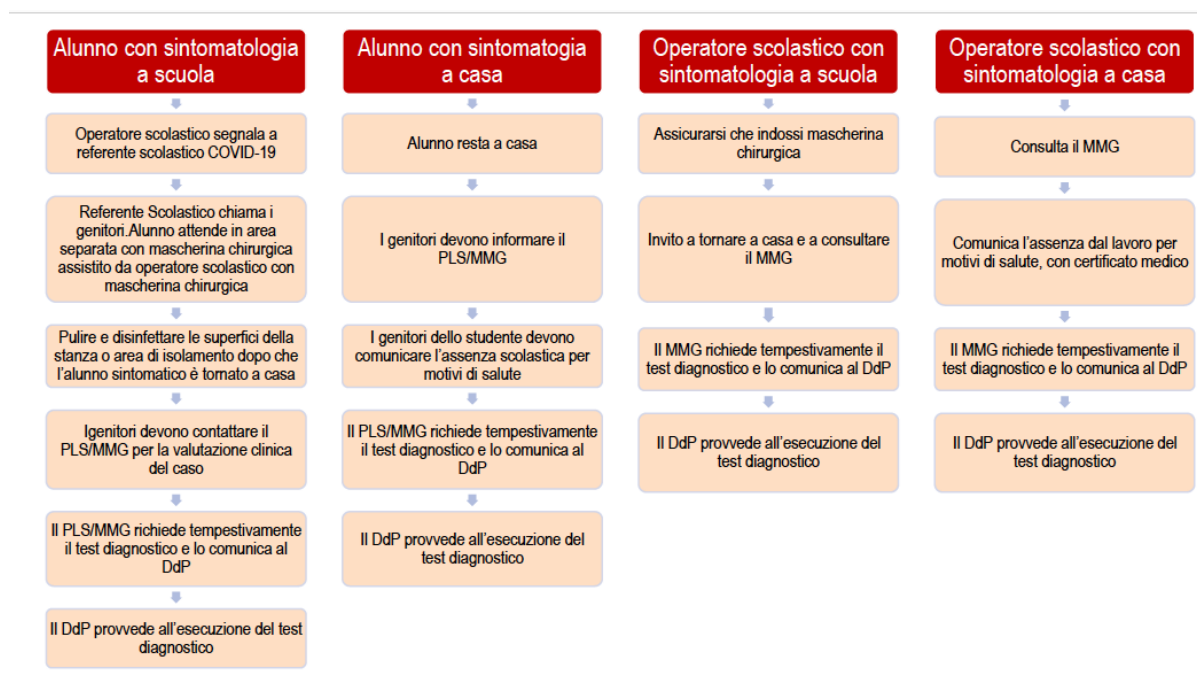 Alunno con sintomatologia
a scuola
Operatore scolastico segnala a
referente scolastico COVID-19
Referente Scolastico chiama i
genitori.Alunno attende in area
separata con mascherina chirurgica
assistito da operatore scolastico con
mascherina chirurgica
Pulire e disinfettare le superfici della
stanza o area di isolamento dopo che
l'alunno sintomatico è tornato a casa
Igenitori devono contattare il
PLS/MMG per la valutazione clinica
del caso
Il PLS/MMG richiede tempestivamente
il test diagnostico e lo comunica al
DdP
Il DdP provvede all'esecuzione del test
diagnostico
Alunno con sintomatogia
a casa
Alunno resta a casa
I genitori devono informare il
PLS/MMG
I genitori dello studente devono
comunicare l'assenza scolastica per
motivi di salute
Il PLS/MMG richiede tempestivamente
il test diagnostico e lo comunica al
DdP
Il DdP provvede all'esecuzione del
test diagnostico
Operatore scolastico con
sintomatologia a scuola
Assicurarsi che indossi mascherina
chirurgica
Invito a tornare a casa e a consultare
il MMG
Il MMG richiede tempestivamente il
test diagnostico e lo comunica al DdP
Il DdP provvede all'esecuzione del
test diagnostico
Operatore scolastico con
sintomatologia a casa
Consulta il MMG
Comunica l'assenza dal lavoro per
motivi di salute, con certificato medico
Il MMG richiede tempestivamente il
test diagnostico e lo comunica al DdP
Il DdP provvede all'esecuzione del
test diagnostico